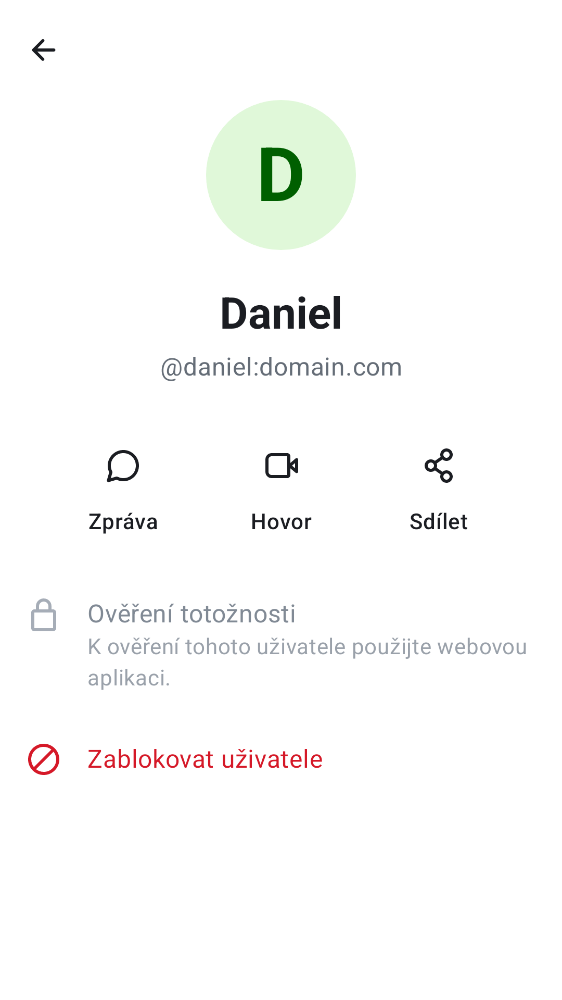 D
Daniel
@daniel:domain.com
Zpráva
Hovor
Sdílet
Ověření totožnosti
K ověření tohoto uživatele použijte webovou
aplikaci.
Zablokovat uživatele